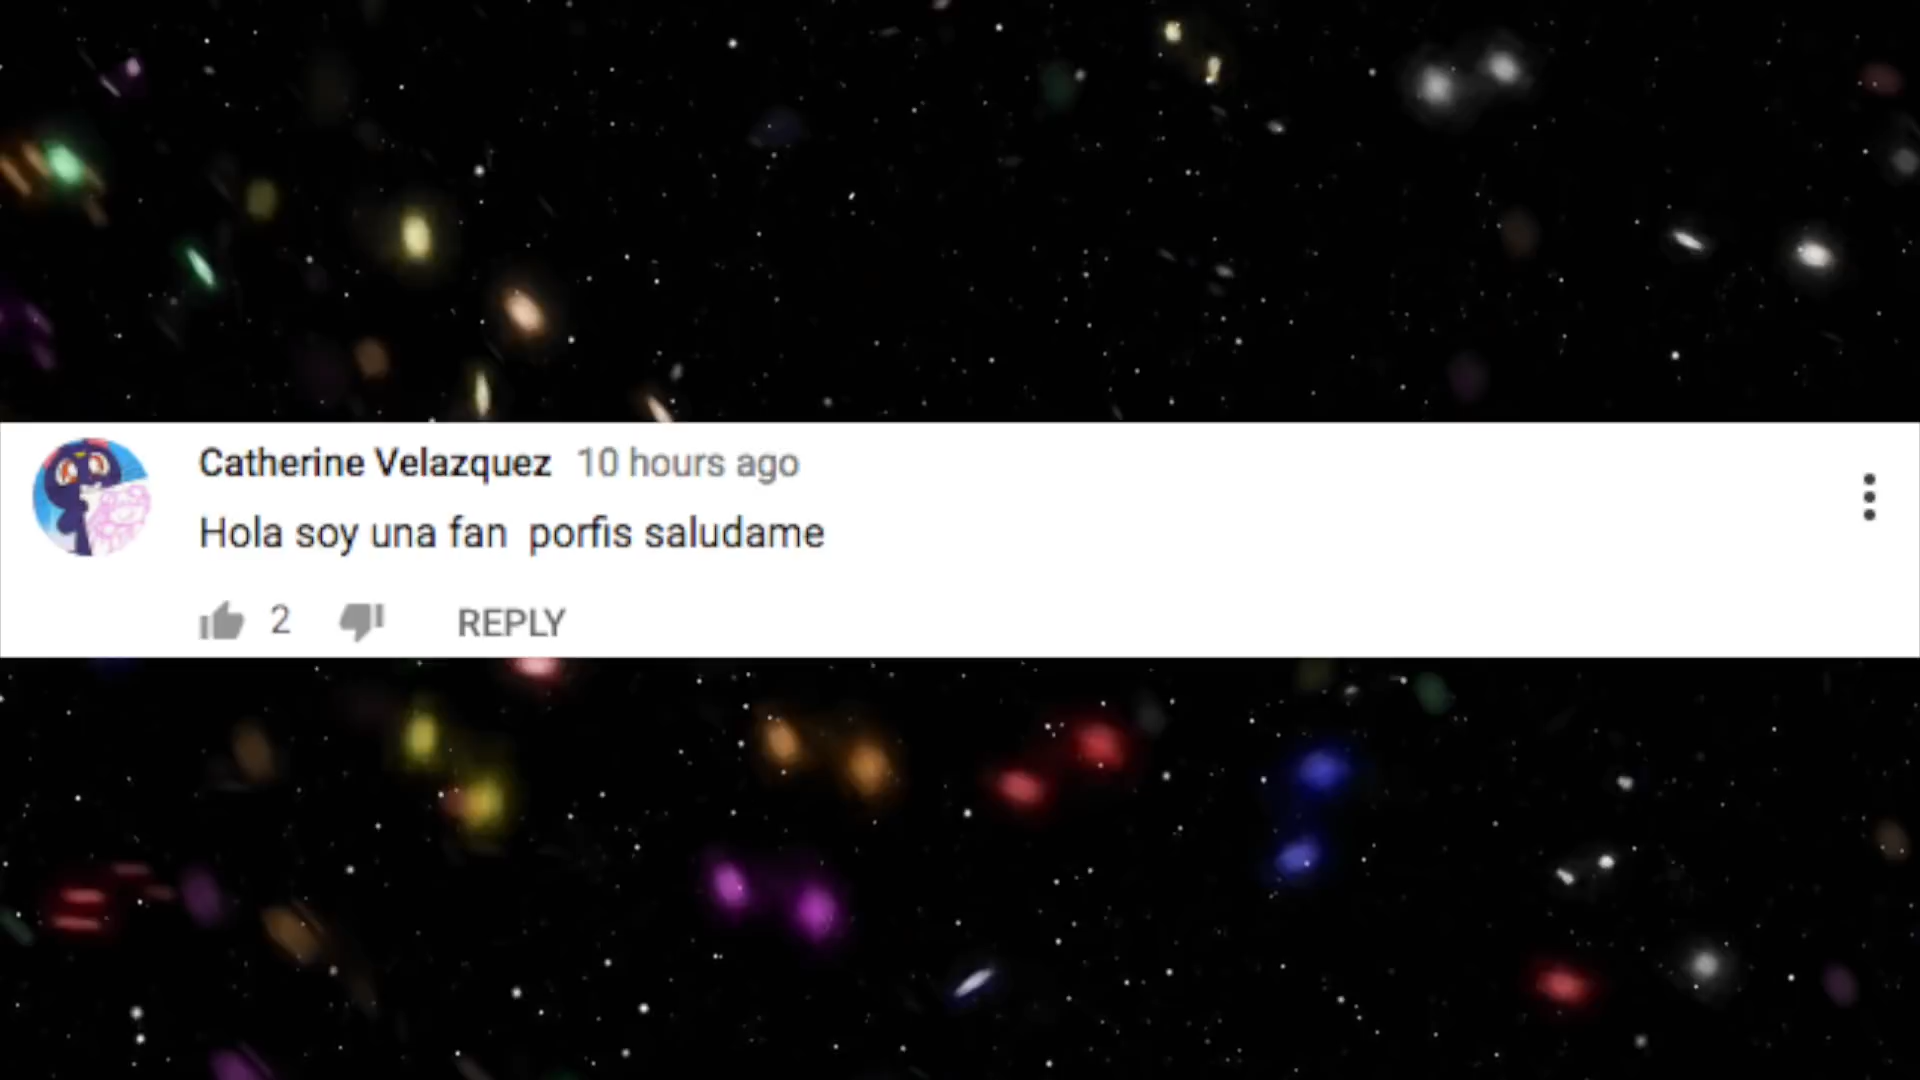 Catherine Velazquez 10 hours ago
Hola soy una fan porfis saludame
2 REPLY